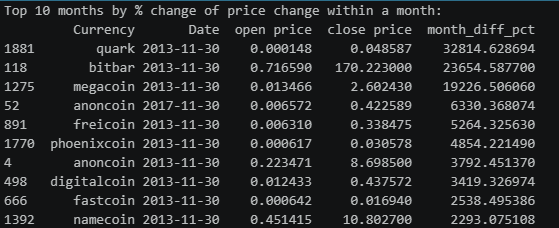 Top 10 months by % change of price change within a month:
Currency Date open price close price month_diff_pct
1881 quark 2013-11-30 0.000148 0.048587 32814.628694
118 bitbar 2013-11-30 0.716590 170.223000 23654.587700
1275 megacoin 2013-11-30 0.013466 2.602430 19226.506060
52 anoncoin 2017-11-30 0.006572 0.422589 6330.368074
891 freicoin 2013-11-30 0.006310 0.338475 5264.325630
1770 phoenixcoin 2013-11-30 0.000617 0.030578 4854.221490
4 anoncoin 2013-11-30 0.223471 8.698500 3792.451370
498 digitalcoin 2013-11-30 0.012433 0.437572 3419.326974
666 fastcoin 2013-11-30 0.000642 0.016940 2538.495386
1392 namecoin 2013-11-30 0.451415 10.802700 2293.075108